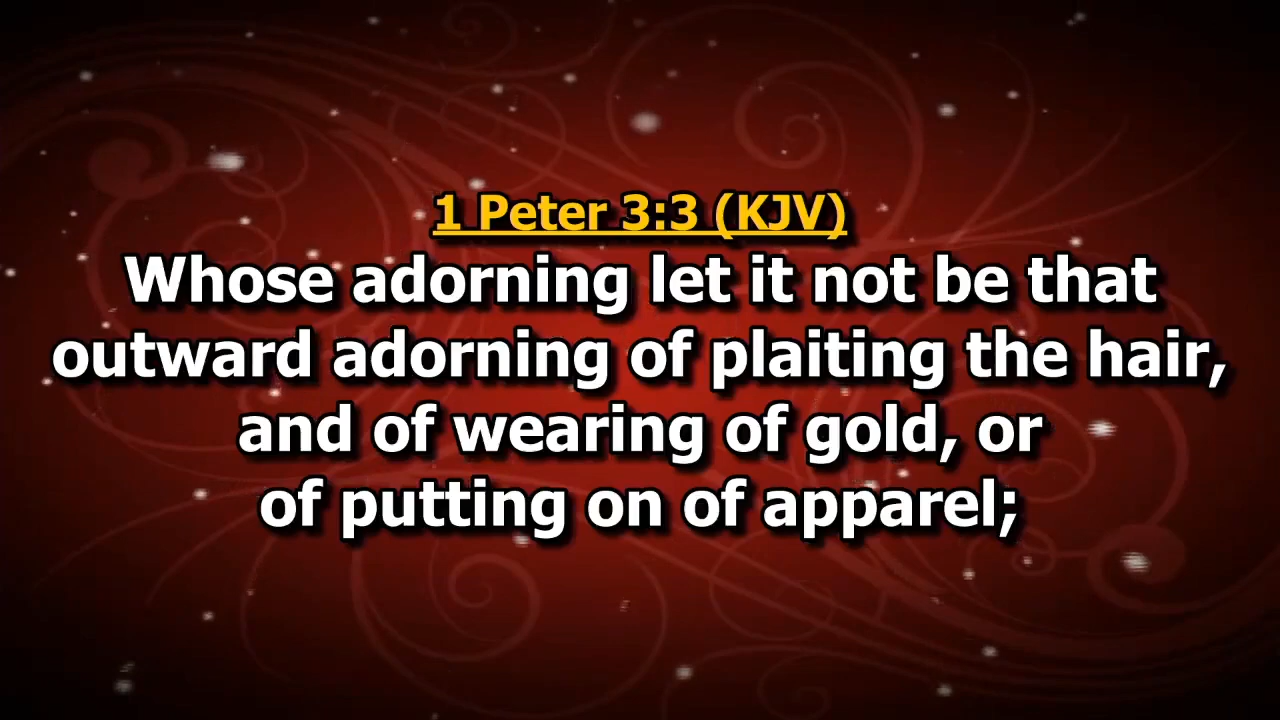 1 Peter 3:3 (KJV)
Whose adorning let it not be that
outward adorning of plaiting the hair,
and of wearing of gold, or
of putting on of apparel;